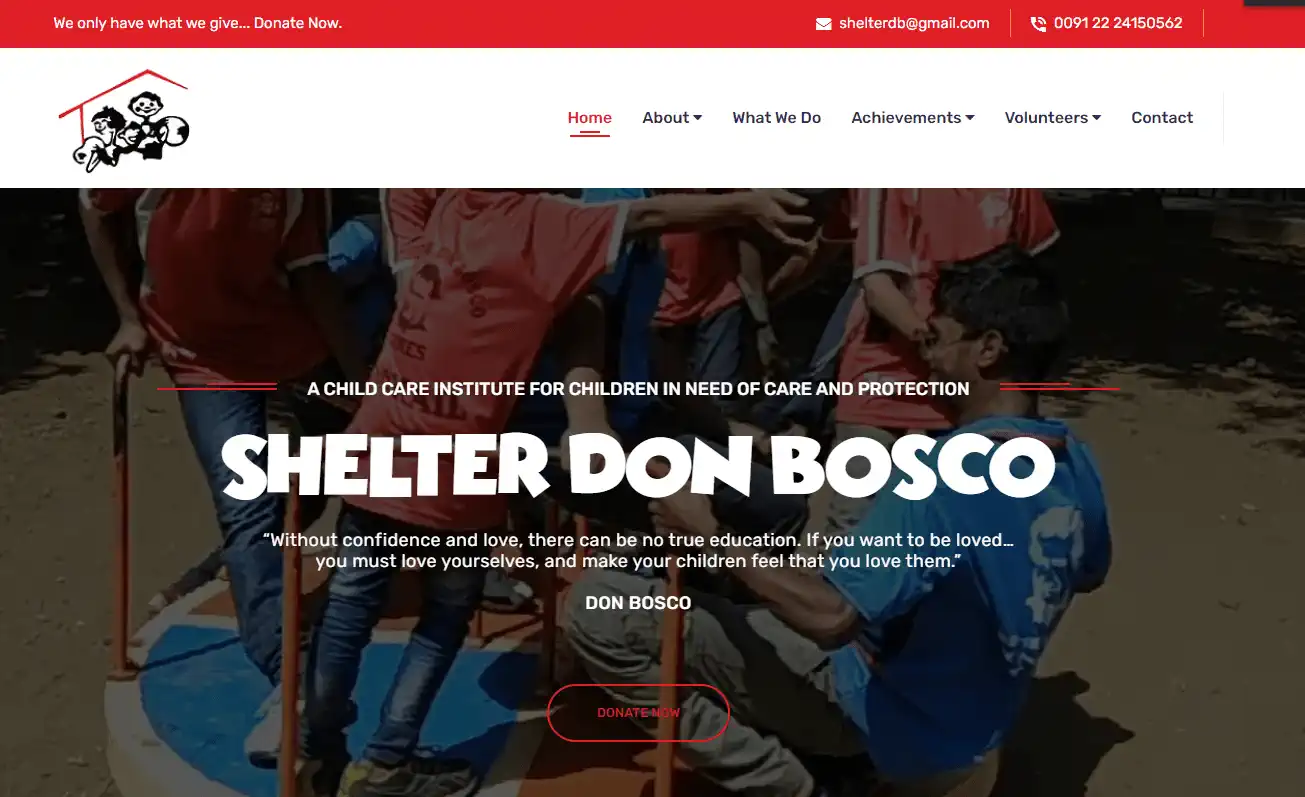 We only have what we give... Donate Now.
shelterdb@gmail.com
0091 22 24150562
Home
About
What We Do
Achievements
Volunteers
Contact
A CHILD CARE INSTITUTE FOR CHILDREN IN NEED OF CARE AND PROTECTION
SHELTER DON BOSCO
“Without confidence and love, there can be no true education. If you want to be loved…
you must love yourselves, and make your children feel that you love them.”
DON BOSCO
DONATE NOW